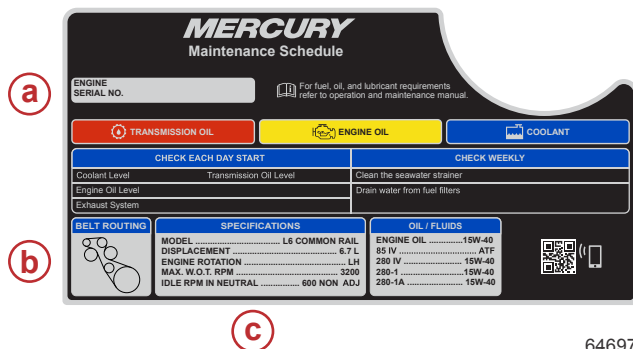 MERCURY
Maintenance Schedule
a
ENGINE
SERIAL NO.
For fuel, oil, and lubricant requirements
refer to operation and maintenance manual.
TRANSMISSION OIL
ENGINE OIL
COOLANT
CHECK EACH DAY START
CHECK WEEKLY
Coolant Level Transmission Oil Level
Clean the seawater strainer
Engine Oil Level
Drain water from fuel filters
Exhaust System
b
BELT ROUTING
SPECIFICATIONS
MODEL .............................. L6 COMMON RAIL
DISPLACEMENT ............................................ 6.7 L
ENGINE ROTATION ........................................ LH
MAX. W.O.T. RPM ........................................ 3200
IDLE RPM IN NEUTRAL ............ 600 NON ADJ
OIL / FLUIDS
ENGINE OIL ............15W-40
85 IV .......................... ATF
280 IV ..................... 15W-40
280-1 .......................15W-40
280-1A .................... 15W-40
c
64697